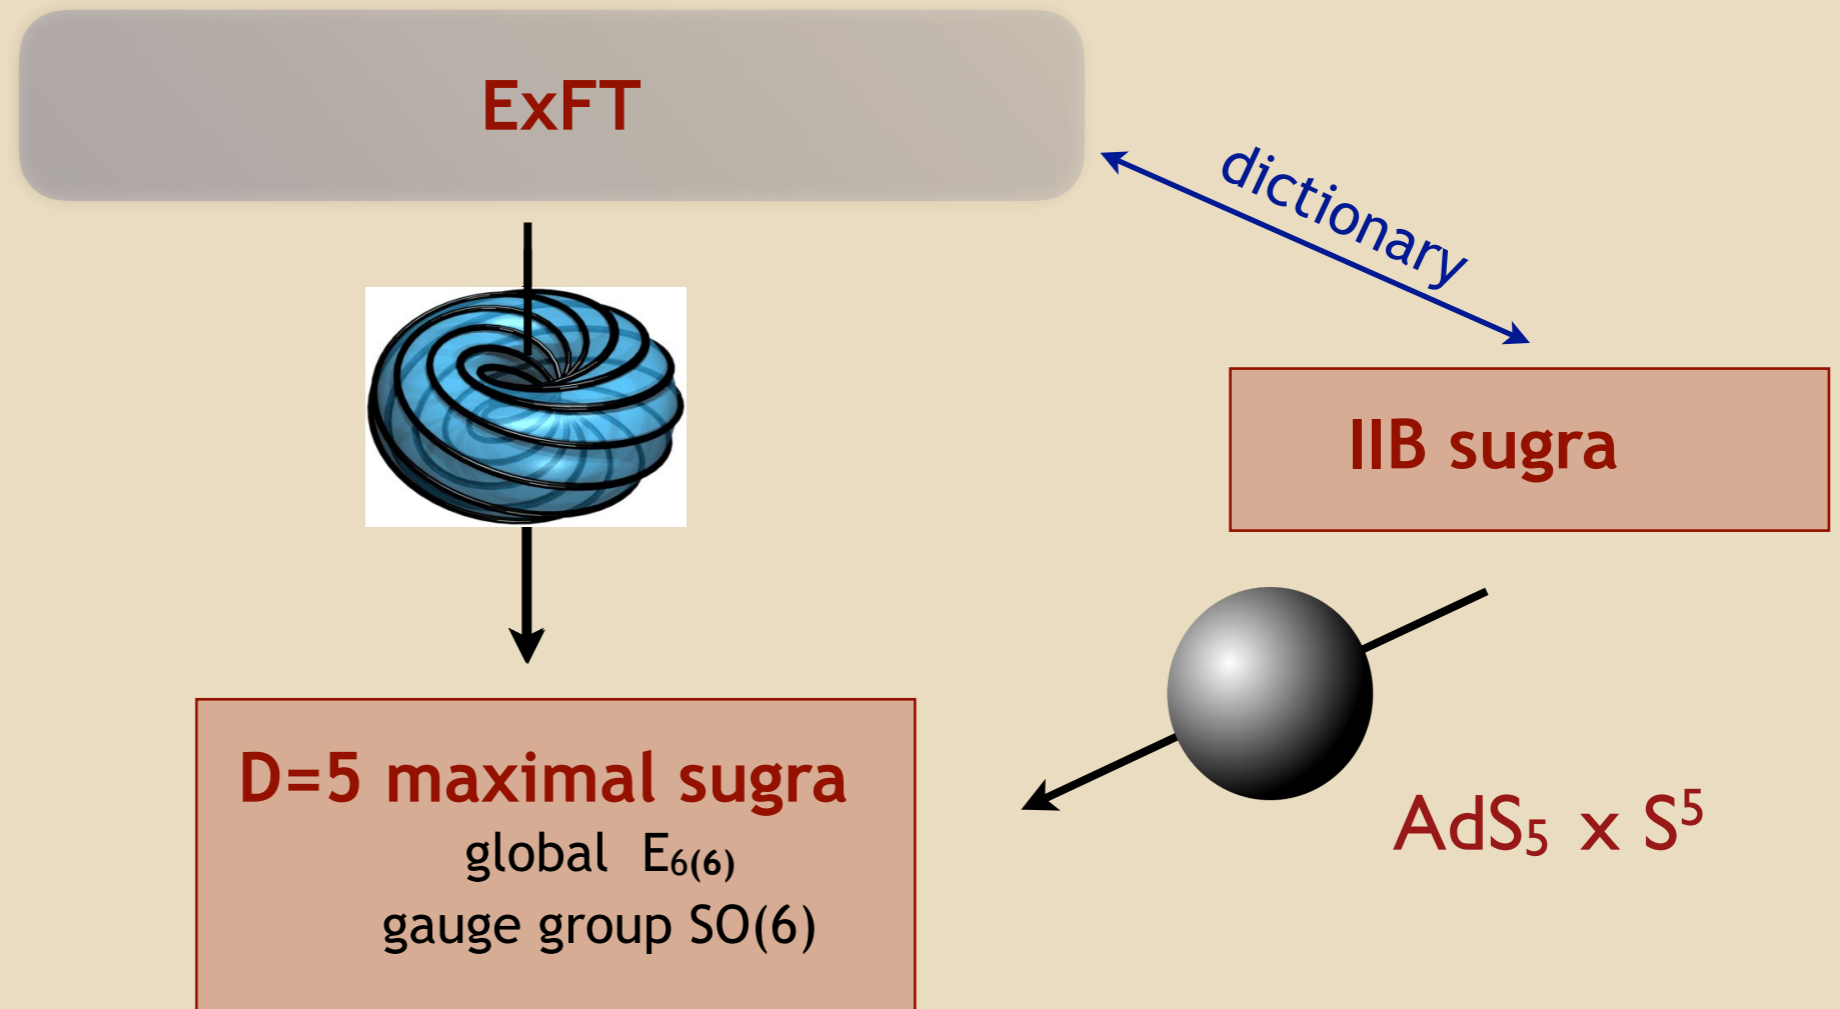 ExFT
dictionary
IIB sugra
D=5 maximal sugra
global E₆₍₆₎
gauge group SO(6)
AdS₅ x S⁵